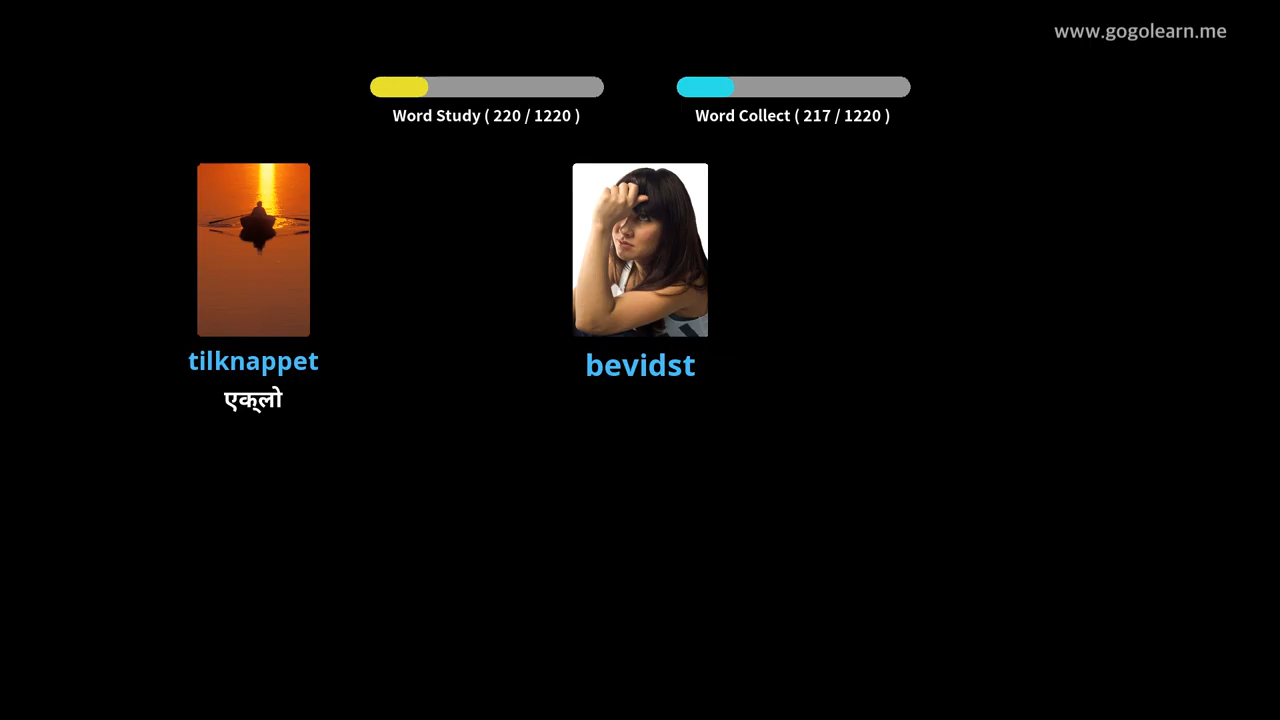 www.gogolearn.me
Word Study ( 220 / 1220 )
Word Collect ( 217 / 1220 )
tilknappet
एक्‌लो
bevidst